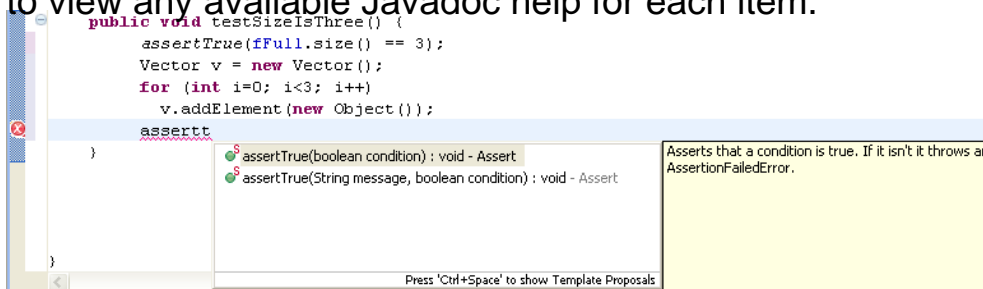 to view any available Javadoc help for each item.
public void testSizeIsThree() {
assertTrue(fFull.size() == 3);
Vector v = new Vector();
for (int i=0; i<3; i++)
v.addElement(new Object());
assertt
}
assertTrue(boolean condition) : void - Assert
assertTrue(String message, boolean condition) : void - Assert
Asserts that a condition is true. If it isn't it throws an
AssertionFailedError.
}
Press 'Ctrl+Space' to show Template Proposals